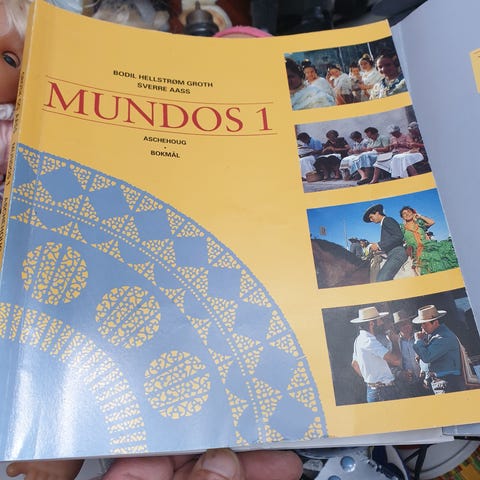 BODIL HELLSTRØM GROTH
SVERRE AASS
MUNDOS 1
ASCHEHOUG
•
BOKMÅL